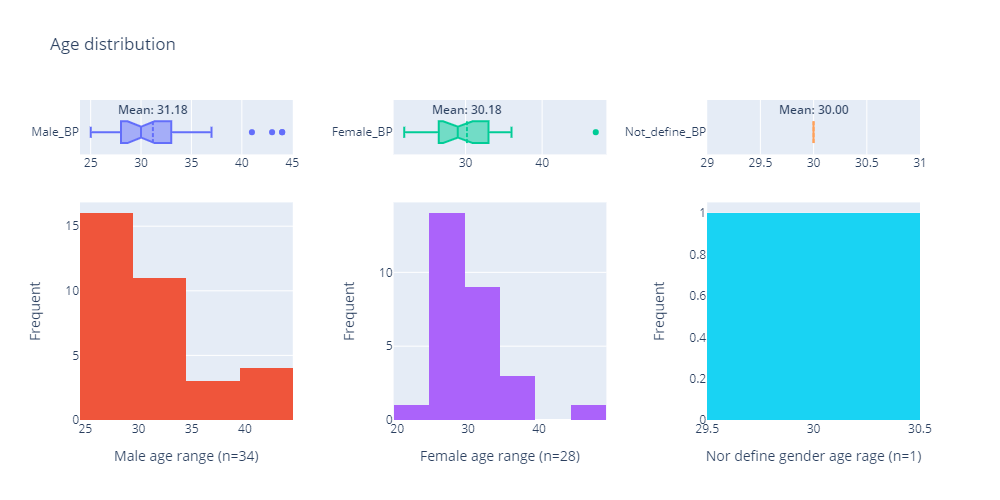 Age distribution
Mean: 31.18
Mean: 30.18
Mean: 30.00
Male_BP
Female_BP
Not_define_BP
25 30 35 40 45
30 40
29 29.5 30 30.5 31
15
10
5
0
10
5
0
1
0.8
0.6
0.4
0.2
0
Frequent
Frequent
Frequent
25 30 35 40
20 30 40
29.5 30 30.5
Male age range (n=34)
Female age range (n=28)
Nor define gender age rage (n=1)